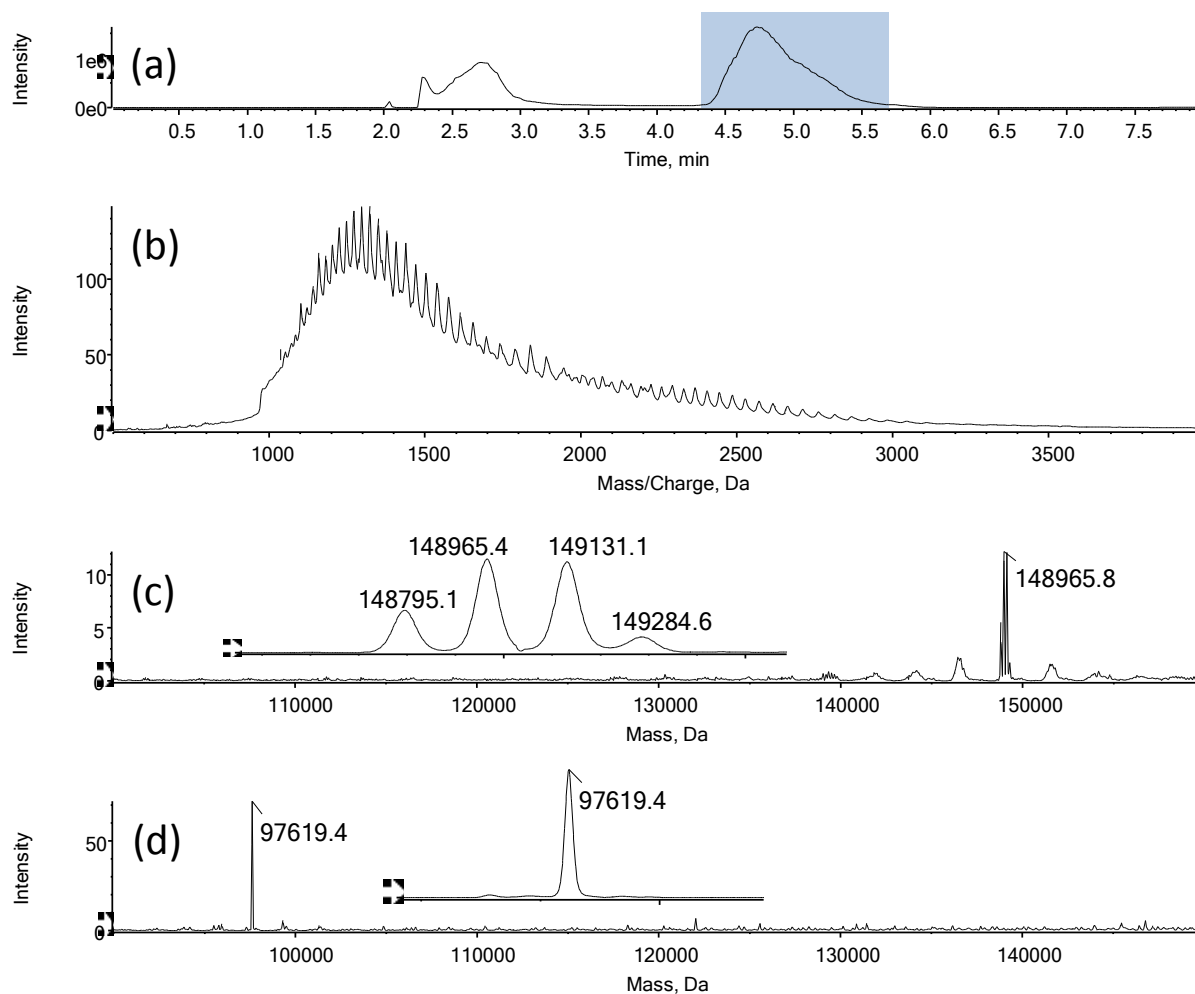 (a)
Intensity
1e6
0e0
0.5 1.0 1.5 2.0 2.5 3.0 3.5 4.0 4.5 5.0 5.5 6.0 6.5 7.0 7.5
Time, min
(b)
Intensity
100
50
0
1000 1500 2000 2500 3000 3500
Mass/Charge, Da
(c)
Intensity
10
5
0
148795.1
148965.4
149131.1
149284.6
148965.8
110000 120000 130000 140000 150000
Mass, Da
(d)
Intensity
50
0
97619.4
97619.4
100000 110000 120000 130000 140000
Mass, Da